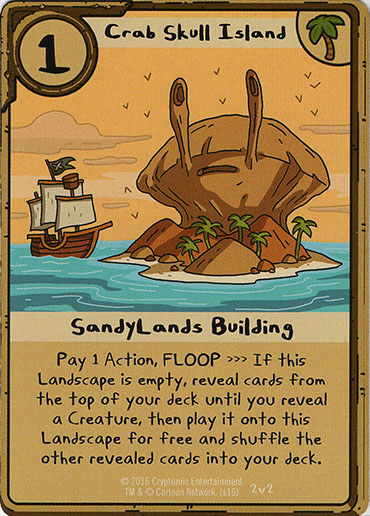 1
Crab Skull Island
SandyLands Building
Pay 1 Action, FLOOP >>> If this
Landscape is empty, reveal cards from
the top of your deck until you reveal
a Creature, then play it onto this
Landscape for free and shuffle the
other revealed cards into your deck.
© 2016 Cryptozoic Entertainment
TM & © Cartoon Network. (s16)
2v2